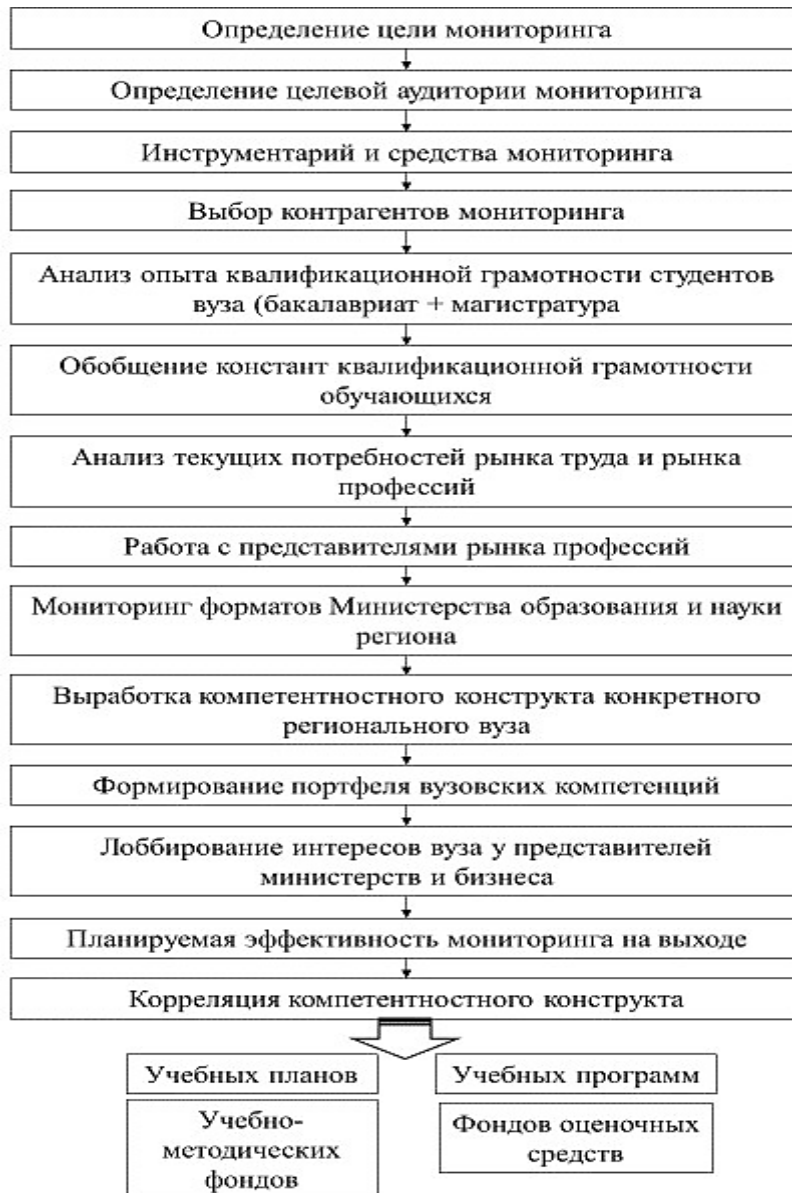 Определение цели мониторинга
Определение целевой аудитории мониторинга
Инструментарий и средства мониторинга
Выбор контрагентов мониторинга
Анализ опыта квалификационной грамотности студентов
вуза (бакалавриат + магистратура
Обобщение констант квалификационной грамотности
обучающихся
Анализ текущих потребностей рынка труда и рынка
профессий
Работа с представителями рынка профессий
Мониторинг форматов Министерства образования и науки
региона
Выработка компетентностного конструкта конкретного
регионального вуза
Формирование портфеля вузовских компетенций
Лоббирование интересов вуза у представителей
министерств и бизнеса
Планируемая эффективность мониторинга на выходе
Корреляция компетентностного конструкта
Учебных планов
Учебных программ
Учебно-
методических
фондов
Фондов оценочных
средств